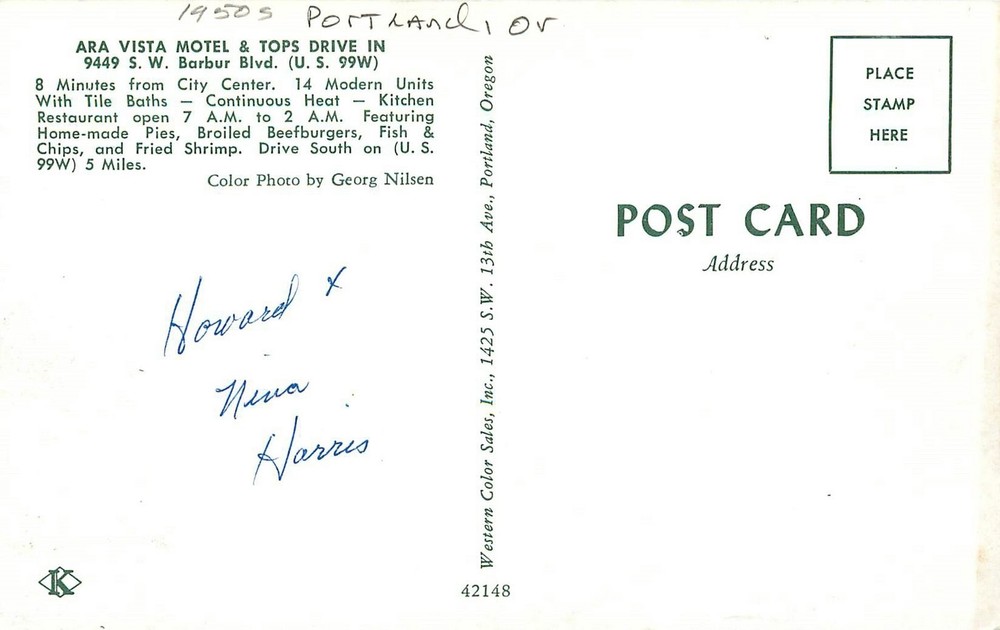 1950s Portland, Or
ARA VISTA MOTEL & TOPS DRIVE IN
9449 S. W. Barbur Blvd. (U. S. 99W)
8 Minutes from City Center. 14 Modern Units
With Tile Baths — Continuous Heat — Kitchen
Restaurant open 7 A.M. to 2 A.M. Featuring
Home-made Pies, Broiled Beefburgers, Fish &
Chips, and Fried Shrimp. Drive South on (U. S.
99W) 5 Miles.
Color Photo by Georg Nilsen
Howard &
Nina
Harris
K
Western Color Sales, Inc., 1425 S.W. 13th Ave., Portland, Oregon
42148
PLACE
STAMP
HERE
POST CARD
Address